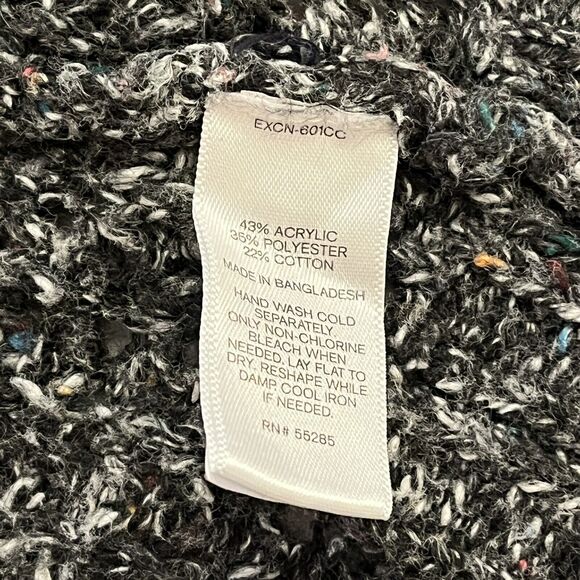 EXCN-601CC
43% ACRYLIC
35% POLYESTER
22% COTTON
MADE IN BANGLADESH
HAND WASH COLD
SEPARATELY
ONLY NON-CHLORINE
BLEACH WHEN
NEEDED, LAY FLAT TO
DRY. RESHAPE WHILE
DAMP COOL IRON
IF NEEDED.
RN# 55285